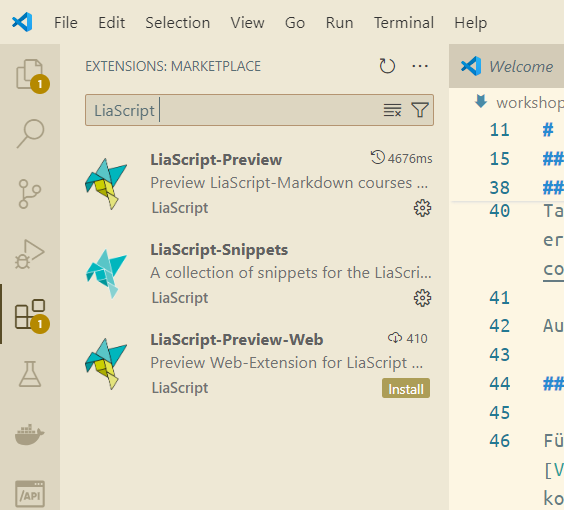 File Edit Selection View Go Run Terminal Help
EXTENSIONS: MARKETPLACE
Welcome
LiaScript
workshop
LiaScript-Preview
4676ms
Preview LiaScript-Markdown courses ...
LiaScript
LiaScript-Snippets
A collection of snippets for the LiaScri...
LiaScript
LiaScript-Preview-Web
410
Preview Web-Extension for LiaScript ...
LiaScript
Install
1
1
/API
11 #
15 ##
38 ##
40 Ta
er
co
41
42 Au
43
44 ##
45
46 Fü
[V
ko